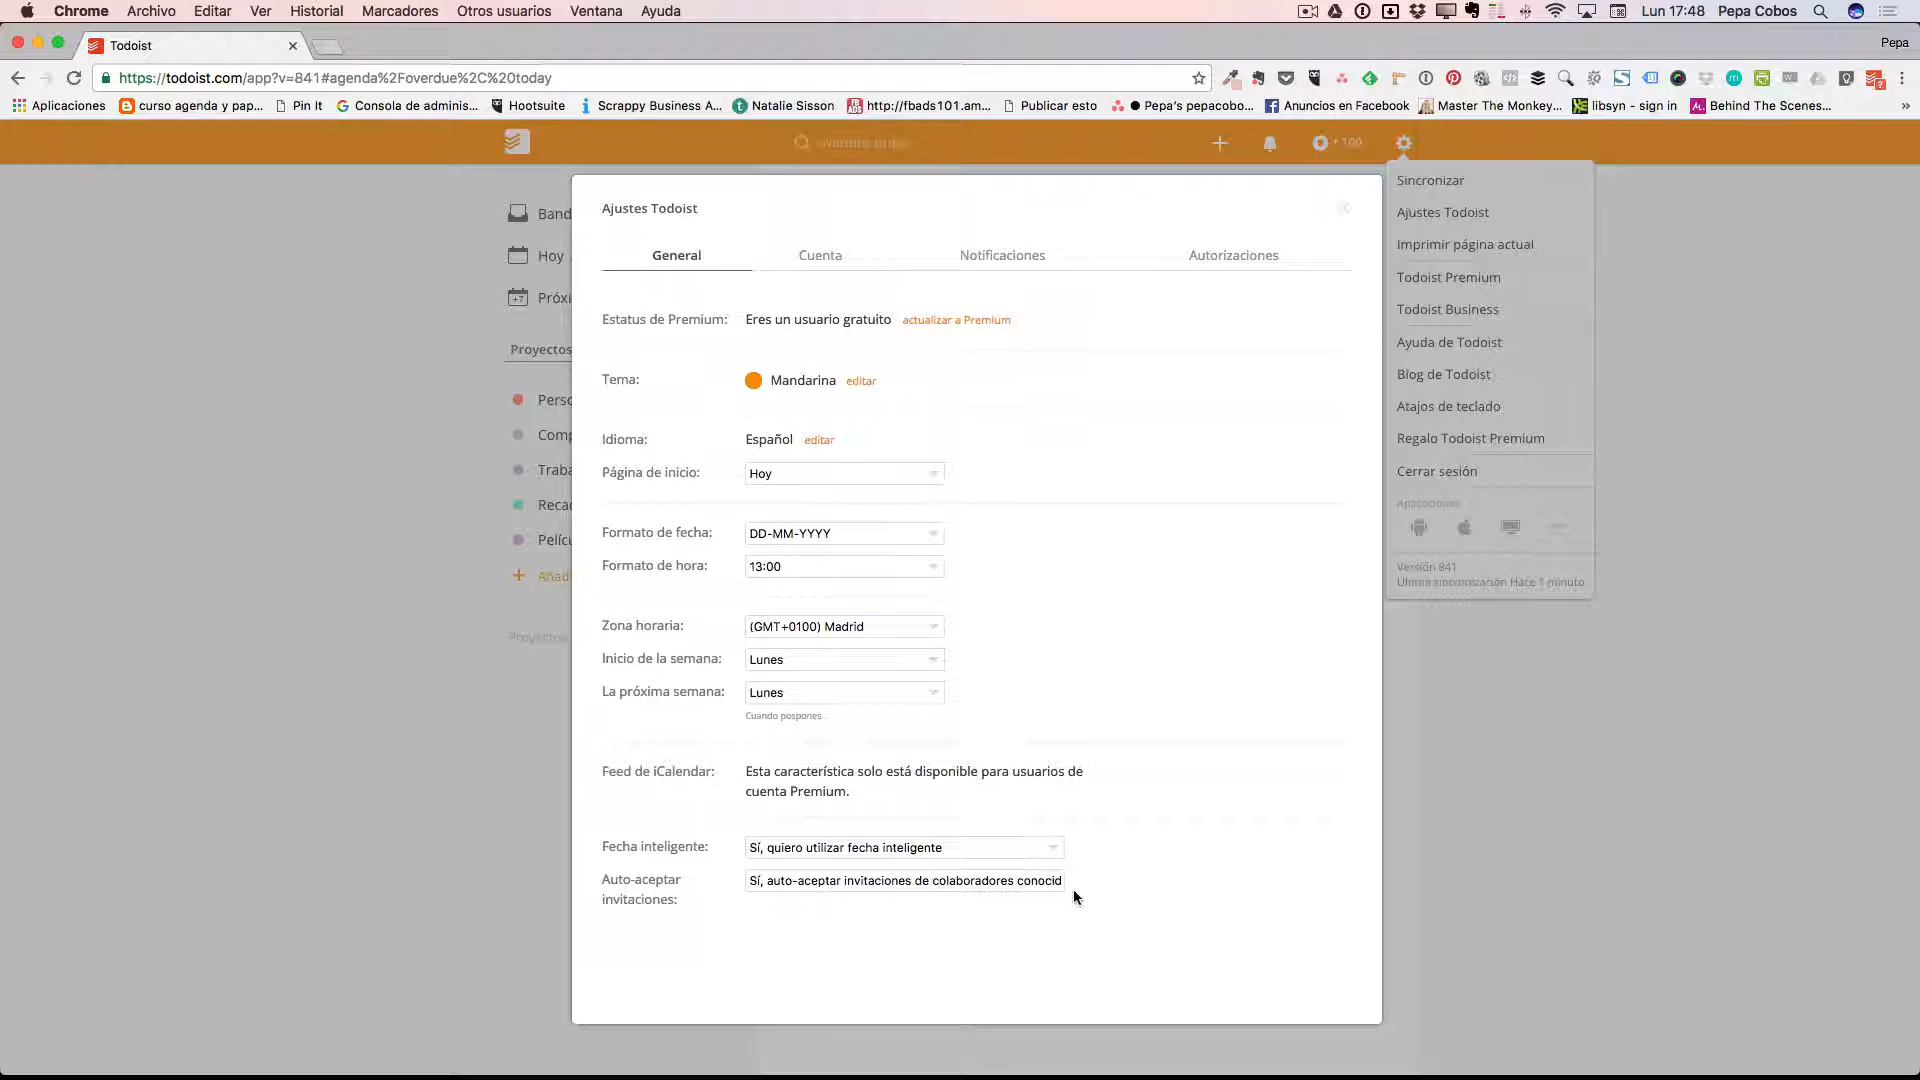 Chrome Archivo Editar Ver Historial Marcadores Otros usuarios Ventana Ayuda Lun 17:48 Pepa Cobos
Todoist Pepa
https://todoist.com/app?v=841#agenda%2Foverdue%2C%20today
Aplicaciones curso agenda y pap... Pin It Consola de adminis... Hootsuite Scrappy Business A... Natalie Sisson http://fbads101.am... Publicar esto ● Pepa's pepacobo... Anuncios en Facebook Master The Monkey... libsyn - sign in Behind The Scenes... »
100
Sincronizar
Ajustes Todoist
Imprimir página actual
Todoist Premium
Todoist Business
Ayuda de Todoist
Blog de Todoist
Atajos de teclado
Regalo Todoist Premium
Cerrar sesión
Aplicaciones
Versión 841
Última sincronización Hace 1 minuto
Band
Hoy
Próxi
Proyectos
Perso
Comp
Traba
Recad
Pelícu
+ Añad
Proyectos
Ajustes Todoist
General Cuenta Notificaciones Autorizaciones
Estatus de Premium: Eres un usuario gratuito actualizar a Premium
Tema: Mandarina editar
Idioma: Español editar
Página de inicio: Hoy
Formato de fecha: DD-MM-YYYY
Formato de hora: 13:00
Zona horaria: (GMT+0100) Madrid
Inicio de la semana: Lunes
La próxima semana: Lunes
Cuando pospones
Feed de iCalendar: Esta característica solo está disponible para usuarios de
cuenta Premium.
Fecha inteligente: Sí, quiero utilizar fecha inteligente
Auto-aceptar
invitaciones: Sí, auto-aceptar invitaciones de colaboradores conocid